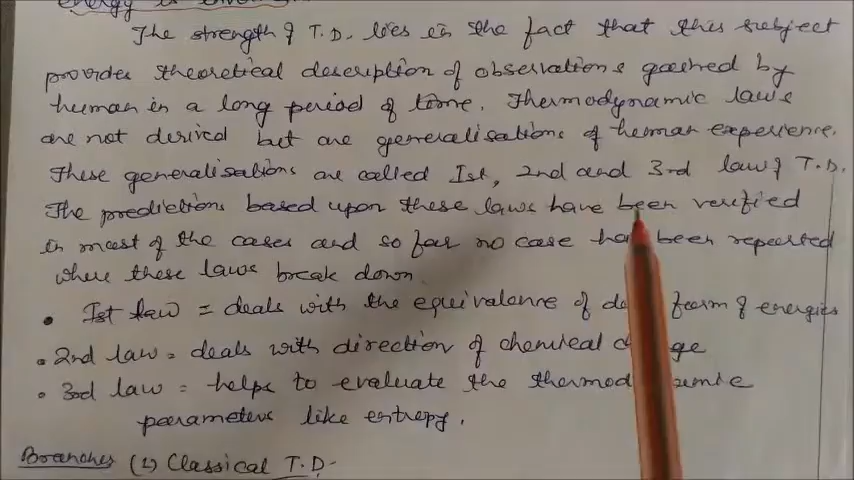 energy is
The strength of T.D. lies in the fact that this subject
provides theoretical description of observations gathered by
human in a long period of time. Thermodynamic laws
are not derived but are generalisations of human experience.
These generalisations are called Ist, 2nd and 3rd law of T.D.
The predictions based upon these laws have been verified
in most of the cases and so far no case has been reported
where these laws break down.
• Ist law = deals with the equivalence of form of energies
• 2nd law = deals with direction of chemical
• 3rd law = helps to evaluate the
parameters like entropy.
Branches (1) Classical T.D-